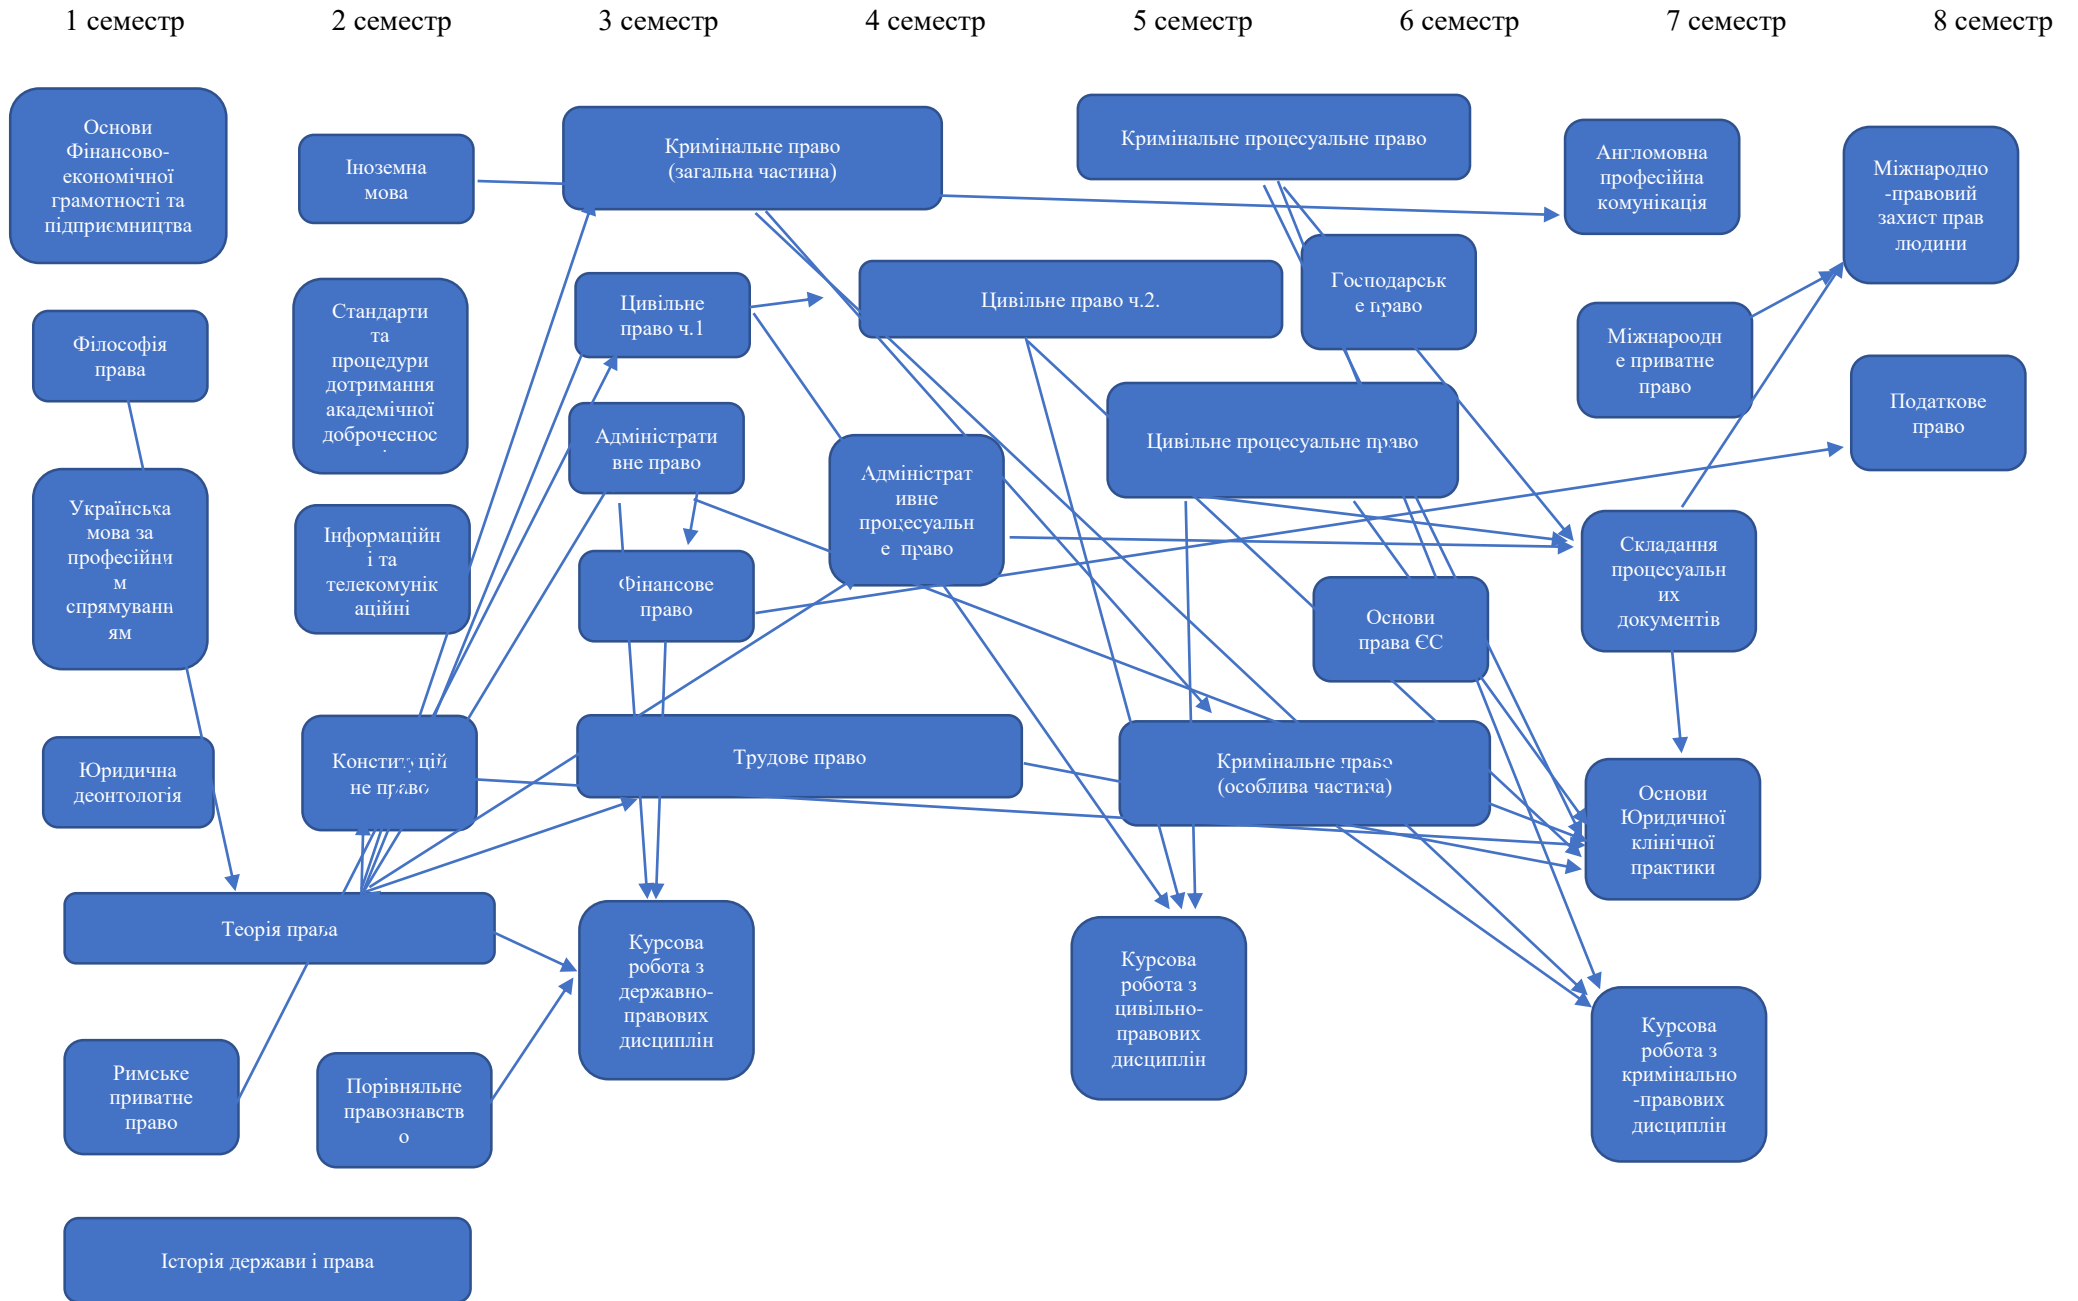 1 семестр
2 семестр
3 семестр
4 семестр
5 семестр
6 семестр
7 семестр
8 семестр
Основи
Фінансово-
економічної
грамотності та
підприємництва
Філософія
права
Українська
мова за
професійни
м
спрямуванн
ям
Юридична
деонтологія
Теорія права
Римське
приватне
право
Історія держави і права
Іноземна
мова
Стандарти
та
процедури
дотримання
академічної
доброчеснос
Інформаційн
і та
телекомунік
аційні
Конституцій
не право
Порівняльне
правознавств
о
Кримінальне право
(загальна частина)
Цивільне
право ч.1
Адміністрати
вне право
Фінансове
право
Трудове право
Курсова
робота з
державно-
правових
дисциплін
Цивільне право ч.2.
Адміністрат
ивне
процесуальн
е право
Кримінальне процесуальне право
Господарськ
е право
Цивільне процесуальне право
Основи
права ЄС
Кримінальне право
(особлива частина)
Курсова
робота з
цивільно-
правових
дисциплін
Англомовна
професійна
комунікація
Міжнароодн
е приватне
право
Складання
процесуальн
их
документів
Основи
Юридичної
клінічної
практики
Курсова
робота з
кримінально
-правових
дисциплін
Міжнародно
-правовий
захист прав
людини
Податкове
право